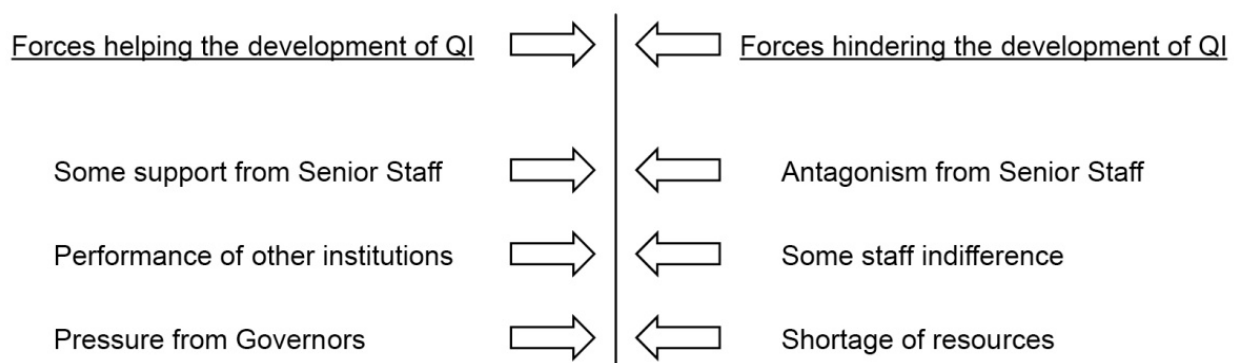 Forces helping the development of QI
Forces hindering the development of QI
Some support from Senior Staff
Antagonism from Senior Staff
Performance of other institutions
Some staff indifference
Pressure from Governors
Shortage of resources